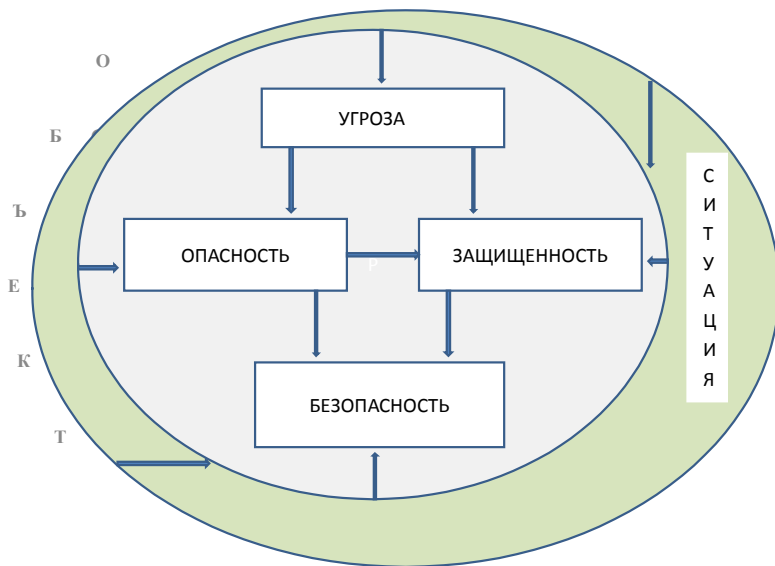 ОБЪЕКТ
УГРОЗА
ОПАСНОСТЬ
ЗАЩИЩЕННОСТЬ
Р
БЕЗОПАСНОСТЬ
СИТУАЦИЯ